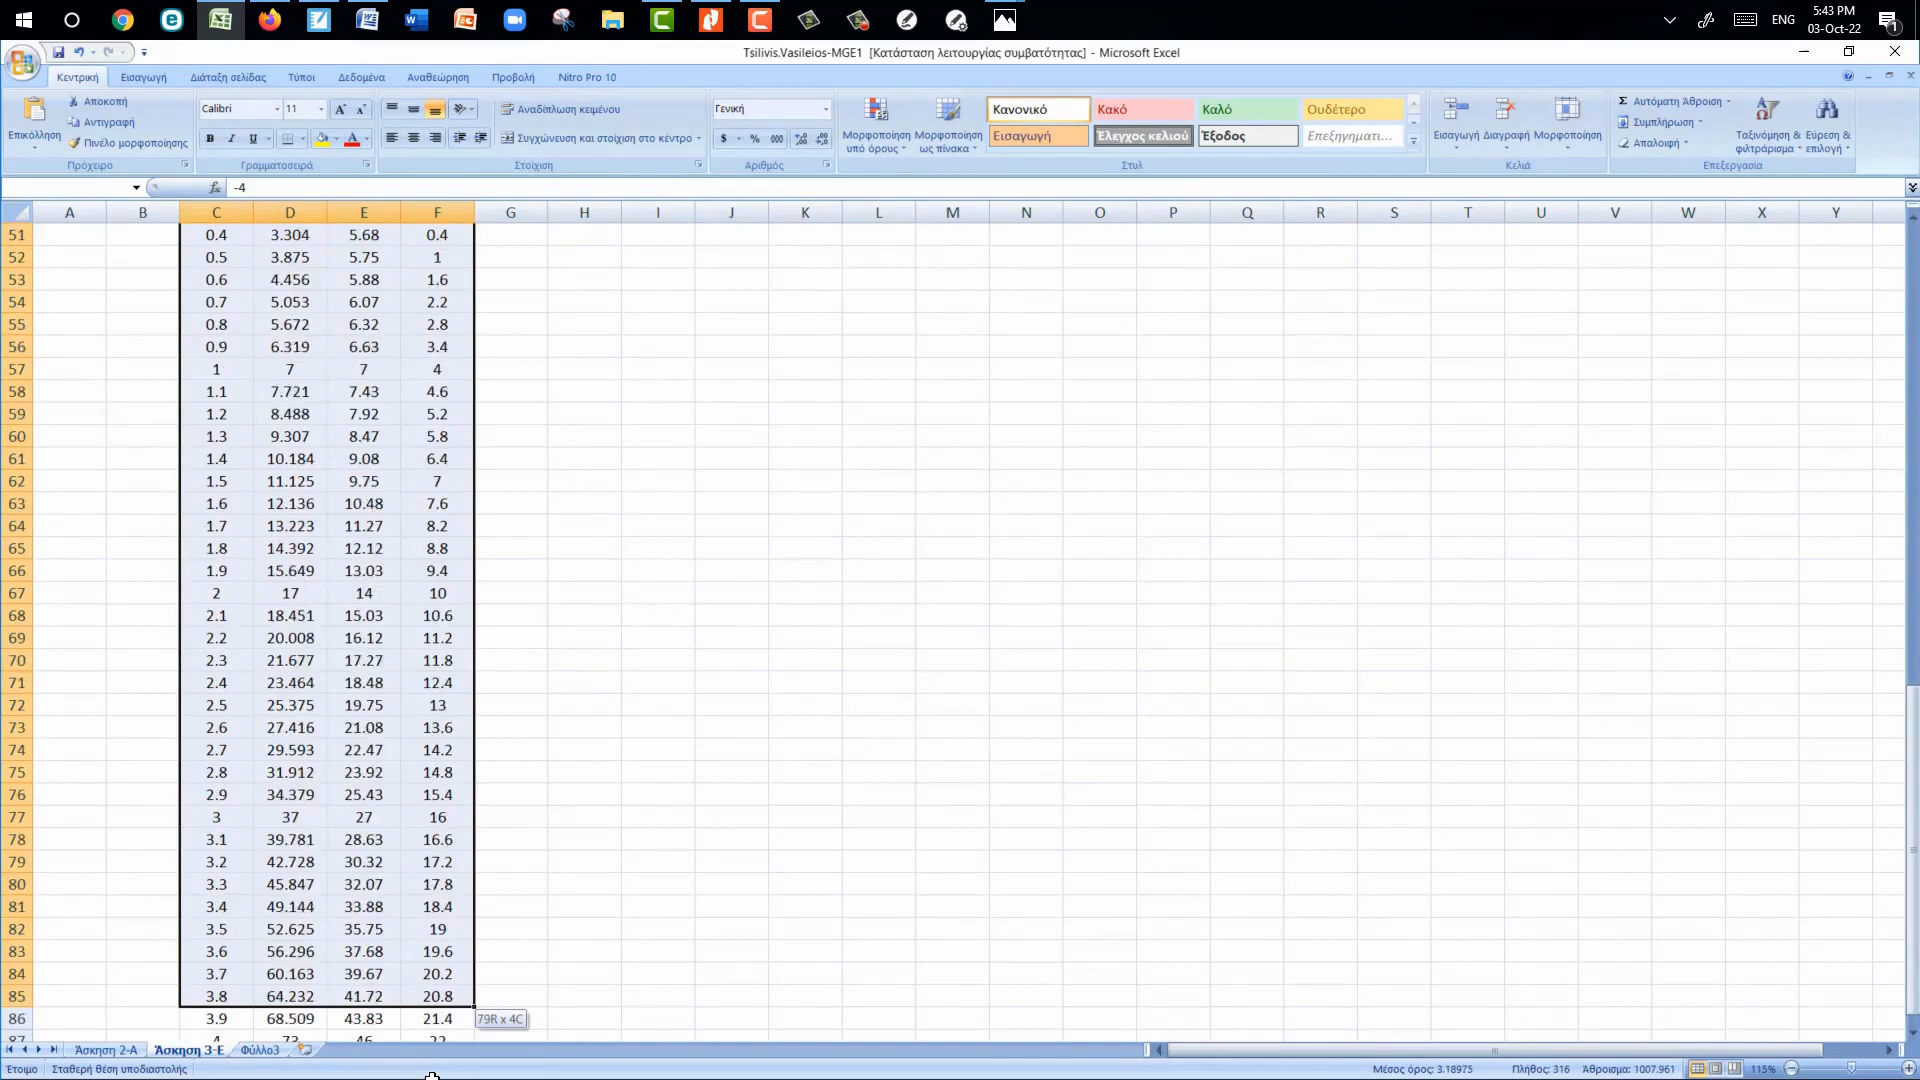 5:43 PM
ENG
03-Oct-22
1
Tsilivis.Vasileios-MGE1 [Κατάσταση λειτουργίας συμβατότητας] - Microsoft Excel
Κεντρική Εισαγωγή Διάταξη σελίδας Τύποι Δεδομένα Αναθεώρηση Προβολή Nitro Pro 10
Επικόλληση
Αποκοπή
Αντιγραφή
Πινέλο μορφοποίησης
Πρόχειρο
Calibri 11
B I U
Γραμματοσειρά
Αναδίπλωση κειμένου
Συγχώνευση και στοίχιση στο κέντρο
Στοίχιση
Γενική
$ % 000
Αριθμός
Μορφοποίηση υπό όρους
Μορφοποίηση ως πίνακα
Κανονικό Κακό Καλό Ουδέτερο
Εισαγωγή Έλεγχος κελιού Έξοδος Επεξηγηματι...
Στυλ
Εισαγωγή Διαγραφή Μορφοποίηση
Κελιά
Σ Αυτόματη Άθροιση
Συμπλήρωση
Απαλοιφή
Ταξινόμηση & φιλτράρισμα
Εύρεση & επιλογή
Επεξεργασία
fx -4
A B C D E F G H I J K L M N O P Q R S T U V W X Y
51 0.4 3.304 5.68 0.4
52 0.5 3.875 5.75 1
53 0.6 4.456 5.88 1.6
54 0.7 5.053 6.07 2.2
55 0.8 5.672 6.32 2.8
56 0.9 6.319 6.63 3.4
57 1 7 7 4
58 1.1 7.721 7.43 4.6
59 1.2 8.488 7.92 5.2
60 1.3 9.307 8.47 5.8
61 1.4 10.184 9.08 6.4
62 1.5 11.125 9.75 7
63 1.6 12.136 10.48 7.6
64 1.7 13.223 11.27 8.2
65 1.8 14.392 12.12 8.8
66 1.9 15.649 13.03 9.4
67 2 17 14 10
68 2.1 18.451 15.03 10.6
69 2.2 20.008 16.12 11.2
70 2.3 21.677 17.27 11.8
71 2.4 23.464 18.48 12.4
72 2.5 25.375 19.75 13
73 2.6 27.416 21.08 13.6
74 2.7 29.593 22.47 14.2
75 2.8 31.912 23.92 14.8
76 2.9 34.379 25.43 15.4
77 3 37 27 16
78 3.1 39.781 28.63 16.6
79 3.2 42.728 30.32 17.2
80 3.3 45.847 32.07 17.8
81 3.4 49.144 33.88 18.4
82 3.5 52.625 35.75 19
83 3.6 56.296 37.68 19.6
84 3.7 60.163 39.67 20.2
85 3.8 64.232 41.72 20.8
86 3.9 68.509 43.83 21.4
79R x 4C
87 4 73 46 22
Άσκηση 2-Α Άσκηση 3-Ε Φύλλο3
Έτοιμο Σταθερή θέση υποδιαστολής
Μέσος όρος: 3.18975 Πλήθος: 316 Άθροισμα: 1007.961 115%